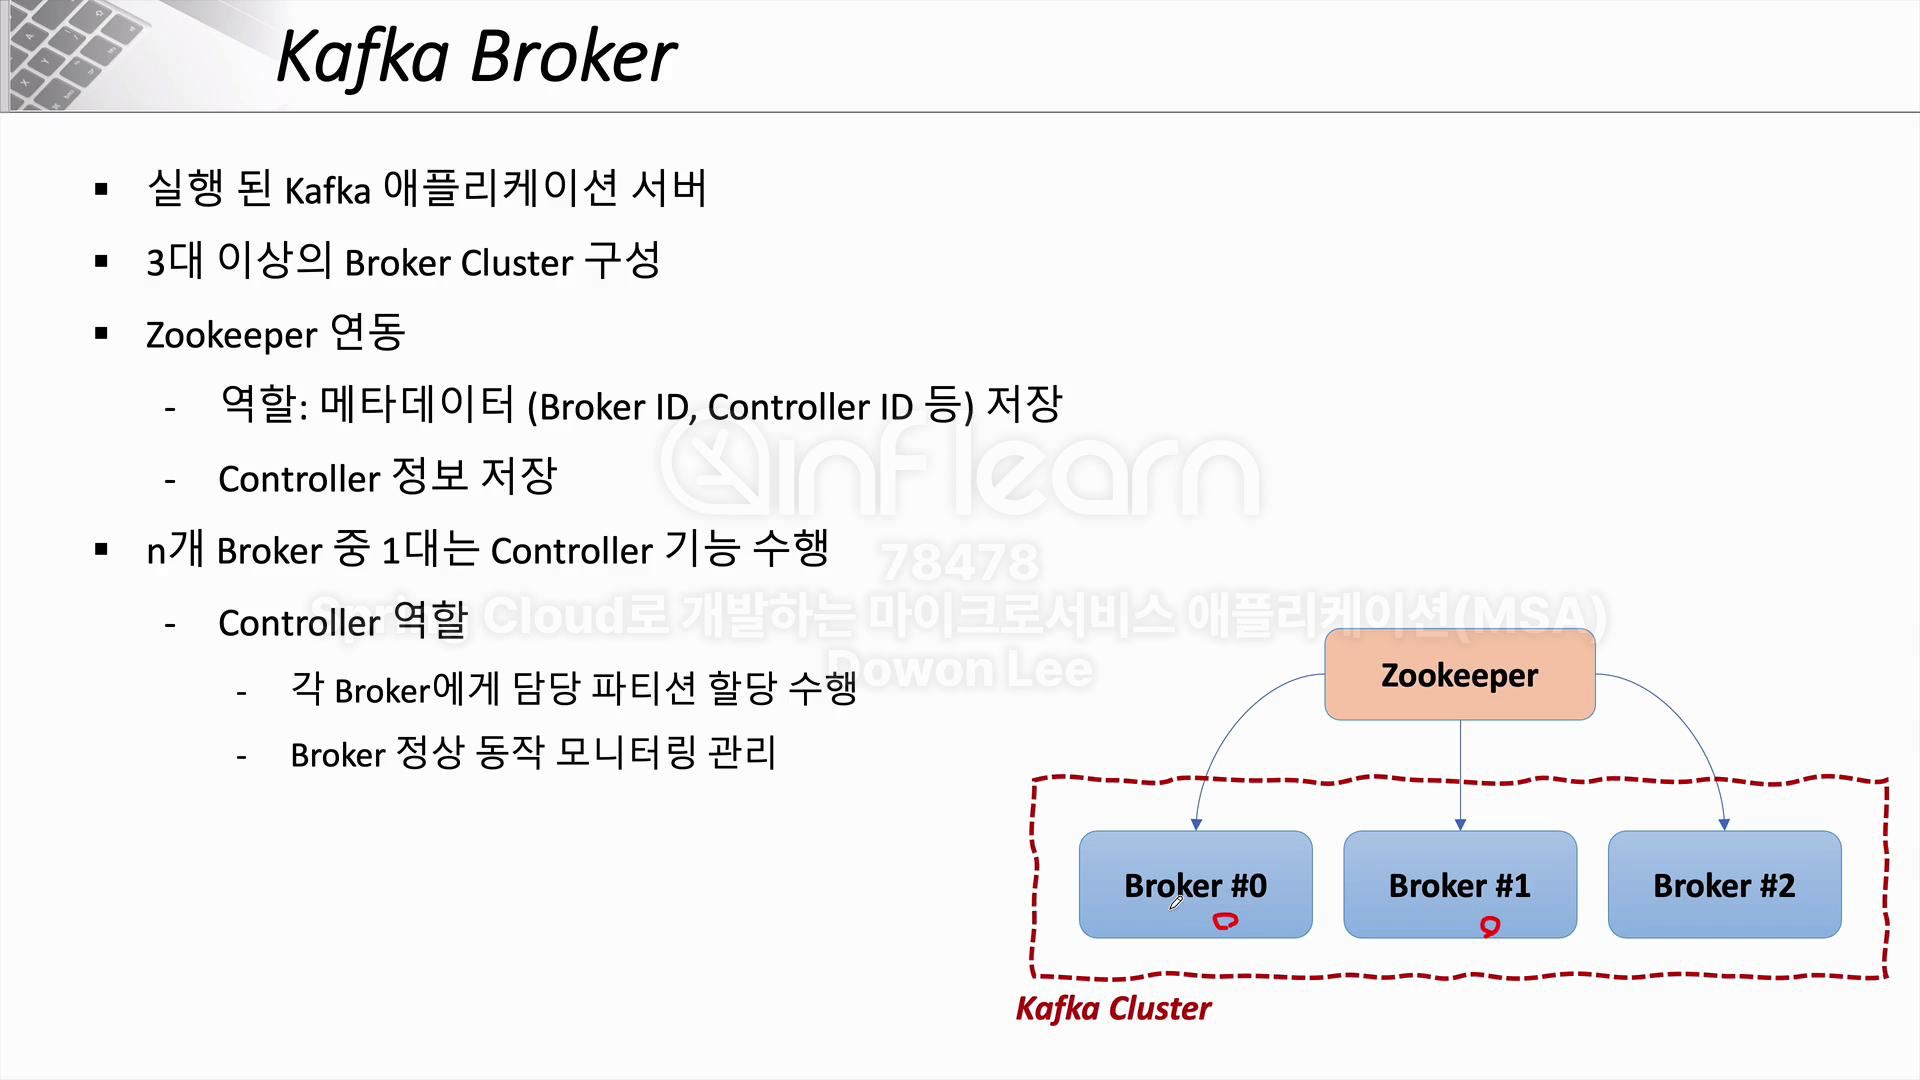 Kafka Broker
▪ 실행 된 Kafka 애플리케이션 서버
▪ 3대 이상의 Broker Cluster 구성
▪ Zookeeper 연동
- 역할: 메타데이터 (Broker ID, Controller ID 등) 저장
- Controller 정보 저장
▪ n개 Broker 중 1대는 Controller 기능 수행
- Controller 역할
- 각 Broker에게 담당 파티션 할당 수행
- Broker 정상 동작 모니터링 관리
inflearn
78478
Spring Cloud로 개발하는 마이크로서비스 애플리케이션(MSA)
Dowon Lee
Zookeeper
Broker #0
Broker #1
Broker #2
Kafka Cluster